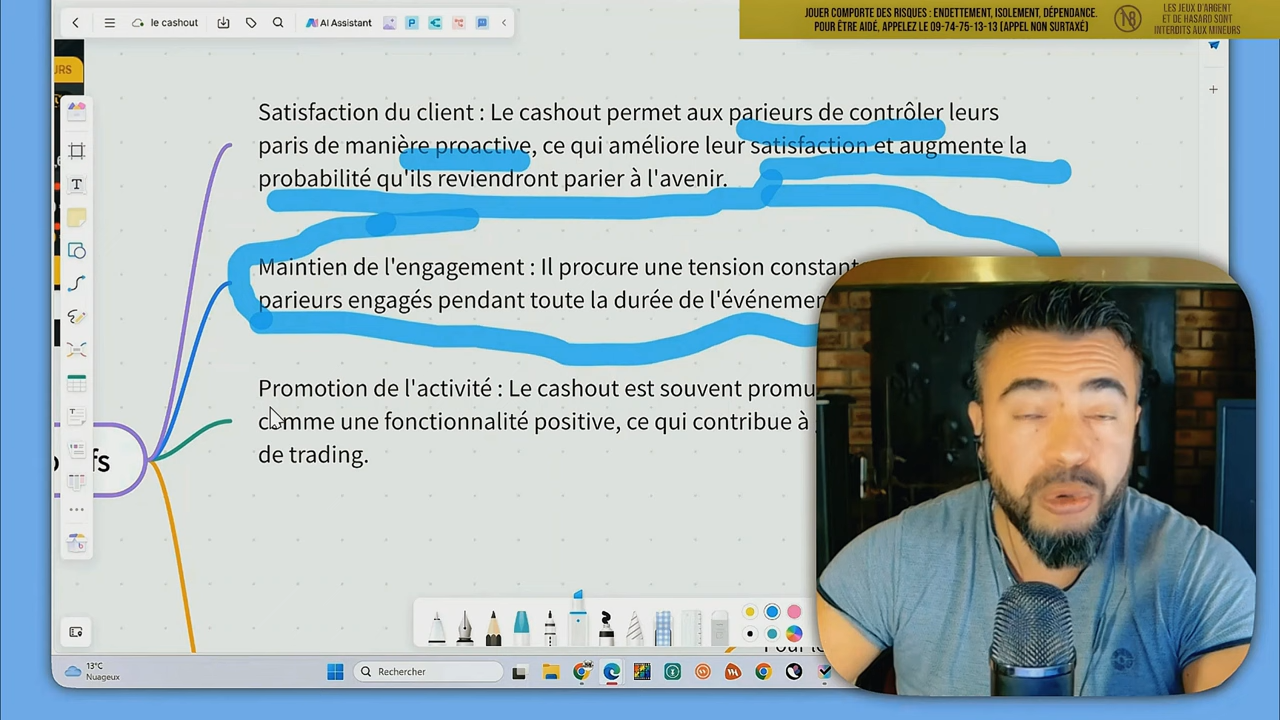 le cashout
AI Assistant
JOUER COMPORTE DES RISQUES : ENDETTEMENT, ISOLEMENT, DÉPENDANCE.
POUR ÊTRE AIDÉ, APPELEZ LE 09-74-75-13-13 (APPEL NON SURTAXÉ)
18
LES JEUX D'ARGENT
ET DE HASARD SONT
INTERDITS AUX MINEURS
URS
Satisfaction du client : Le cashout permet aux parieurs de contrôler leurs
paris de manière proactive, ce qui améliore leur satisfaction et augmente la
probabilité qu'ils reviendront parier à l'avenir.
Maintien de l'engagement : Il procure une tension constant
parieurs engagés pendant toute la durée de l'événemen
Promotion de l'activité : Le cashout est souvent promu
comme une fonctionnalité positive, ce qui contribue à
de trading.
fs
Pour le
13°C
Nuageux
Rechercher